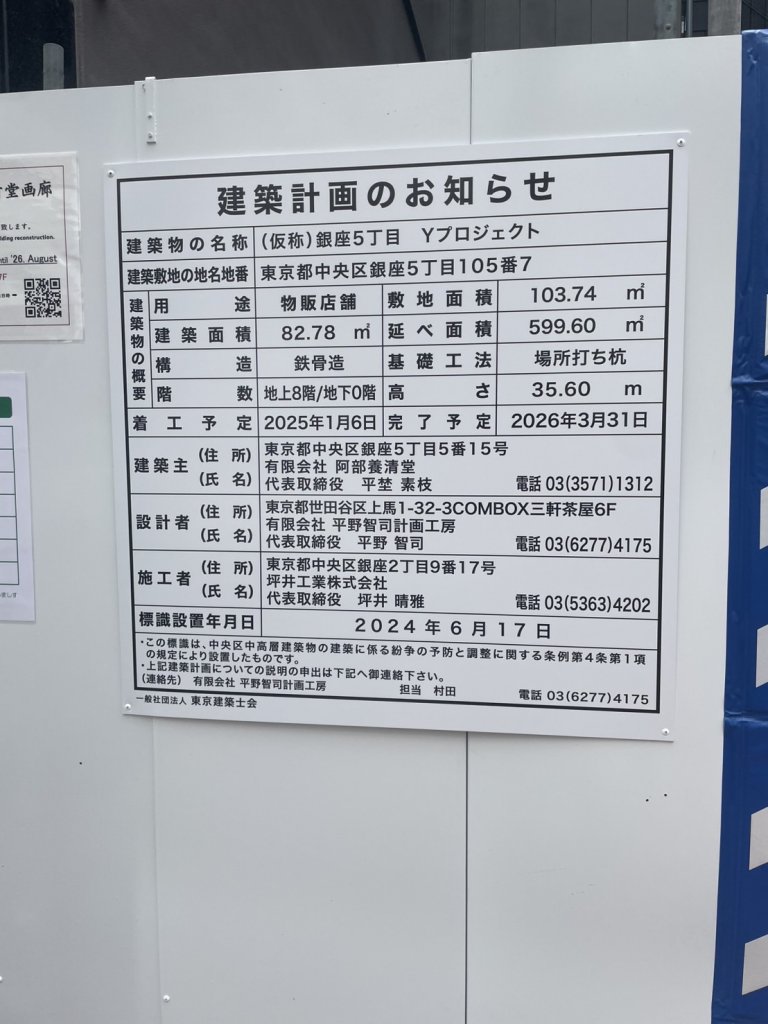 堂画廊
致します。
lding reconstruction.
ntil '26. August
7F
建築計画のお知らせ
建築物の名称 (仮称)銀座5丁目 Yプロジェクト
建築敷地の地名地番 東京都中央区銀座5丁目105番7
建築物の概要
用途 物販店舗 敷地面積 103.74 ㎡
建築面積 82.78 ㎡ 延べ面積 599.60 ㎡
構造 鉄骨造 基礎工法 場所打ち杭
階数 地上8階/地下0階 高さ 35.60 m
着工予定 2025年1月6日 完了予定 2026年3月31日
建築主 (住所) 東京都中央区銀座5丁目5番15号
(氏名) 有限会社 阿部養清堂
代表取締役 平埜 素枝 電話 03(3571)1312
設計者 (住所) 東京都世田谷区上馬1-32-3COMBOX三軒茶屋6F
(氏名) 有限会社 平野智司計画工房
代表取締役 平野 智司 電話 03(6277)4175
施工者 (住所) 東京都中央区銀座2丁目9番17号
(氏名) 坪井工業株式会社
代表取締役 坪井 晴雅 電話 03(5363)4202
標識設置年月日 2024年6月17日
・この標識は、中央区中高層建築物の建築に係る紛争の予防と調整に関する条例第4条第1項
の規定により設置したものです。
・上記建築計画についての説明の申出は下記へ御連絡下さい。
(連絡先) 有限会社 平野智司計画工房 担当 村田 電話 03(6277)4175
一般社団法人 東京建築士会